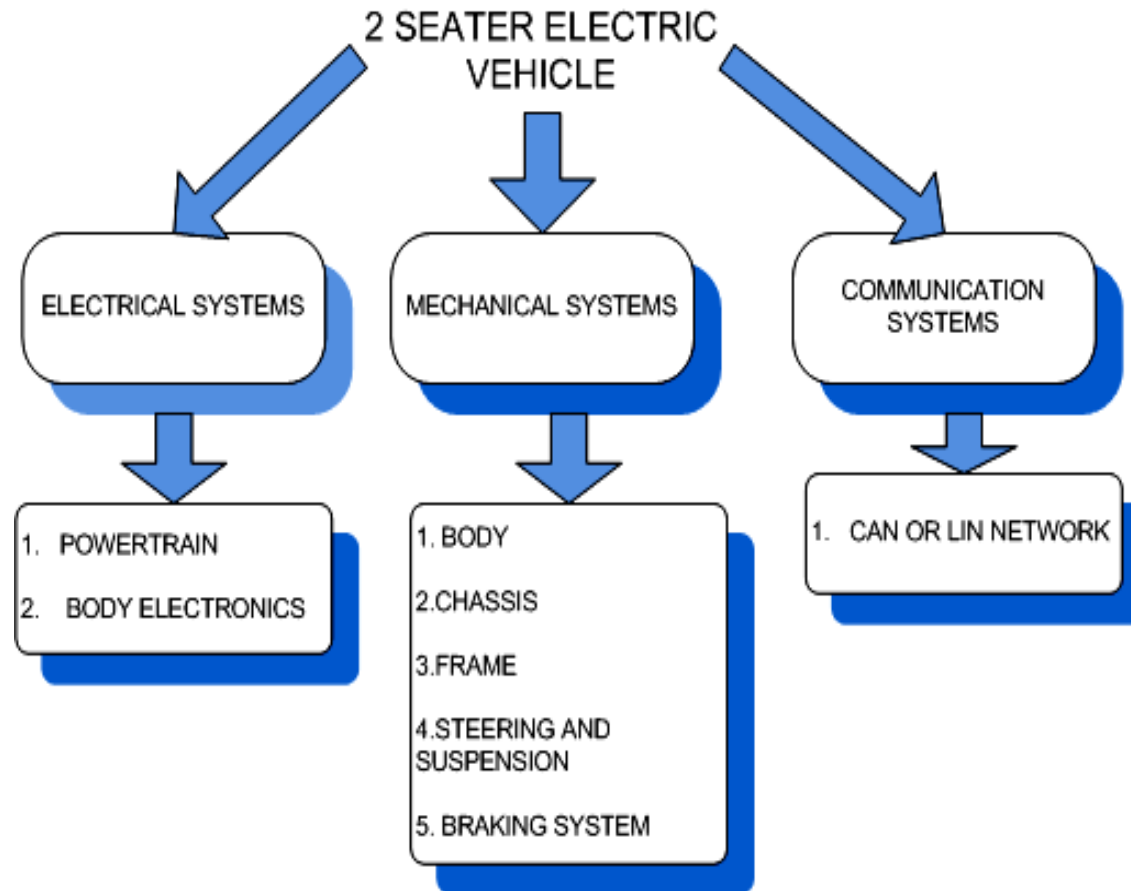 2 SEATER ELECTRIC
VEHICLE
ELECTRICAL SYSTEMS
MECHANICAL SYSTEMS
COMMUNICATION
SYSTEMS
1. POWERTRAIN
2. BODY ELECTRONICS
1. BODY
2.CHASSIS
3.FRAME
4.STEERING AND
SUSPENSION
5. BRAKING SYSTEM
1. CAN OR LIN NETWORK